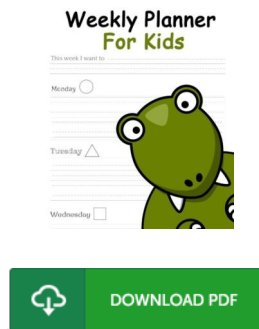 Weekly Planner
For Kids
This week I want to
Monday
Tuesday
Wednesday
DOWNLOAD PDF